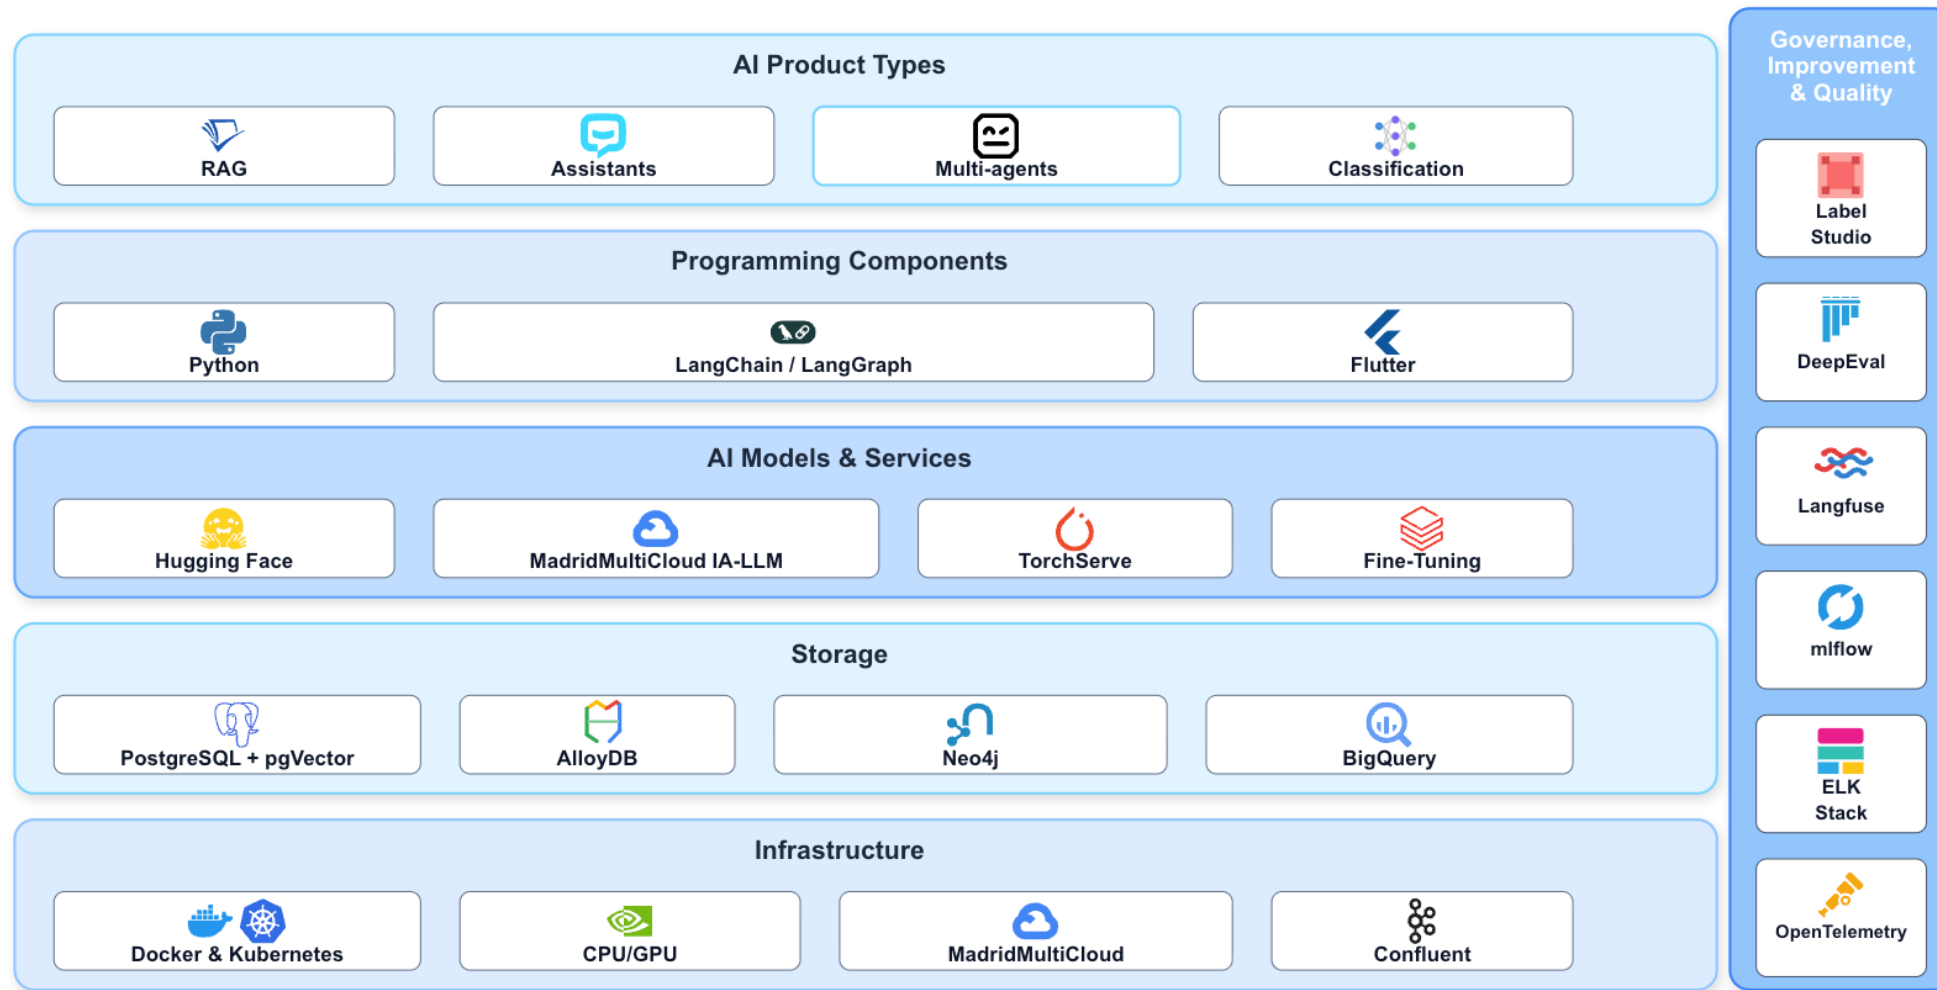 AI Product Types
RAG
Assistants
Multi-agents
Classification
Programming Components
Python
LangChain / LangGraph
Flutter
AI Models & Services
Hugging Face
MadridMultiCloud IA-LLM
TorchServe
Fine-Tuning
Storage
PostgreSQL + pgVector
AlloyDB
Neo4j
BigQuery
Infrastructure
Docker & Kubernetes
CPU/GPU
MadridMultiCloud
Confluent
Governance,
Improvement
& Quality
Label
Studio
DeepEval
Langfuse
mlflow
ELK
Stack
OpenTelemetry